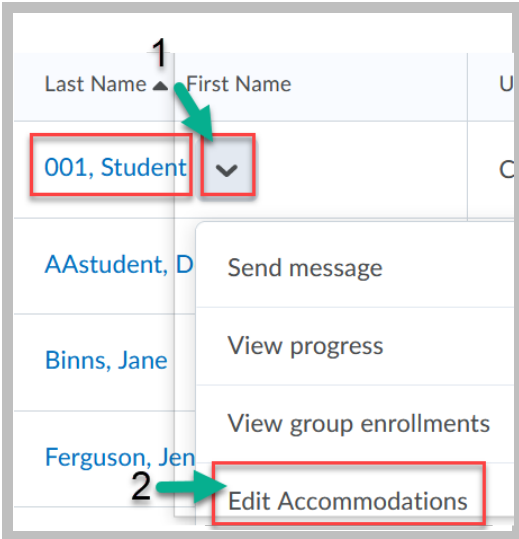 1
Last Name ▲ First Name U
001, Student
AAstudent, D
Send message
View progress
Binns, Jane
View group enrollments
Ferguson, Jen
2
Edit Accommodations